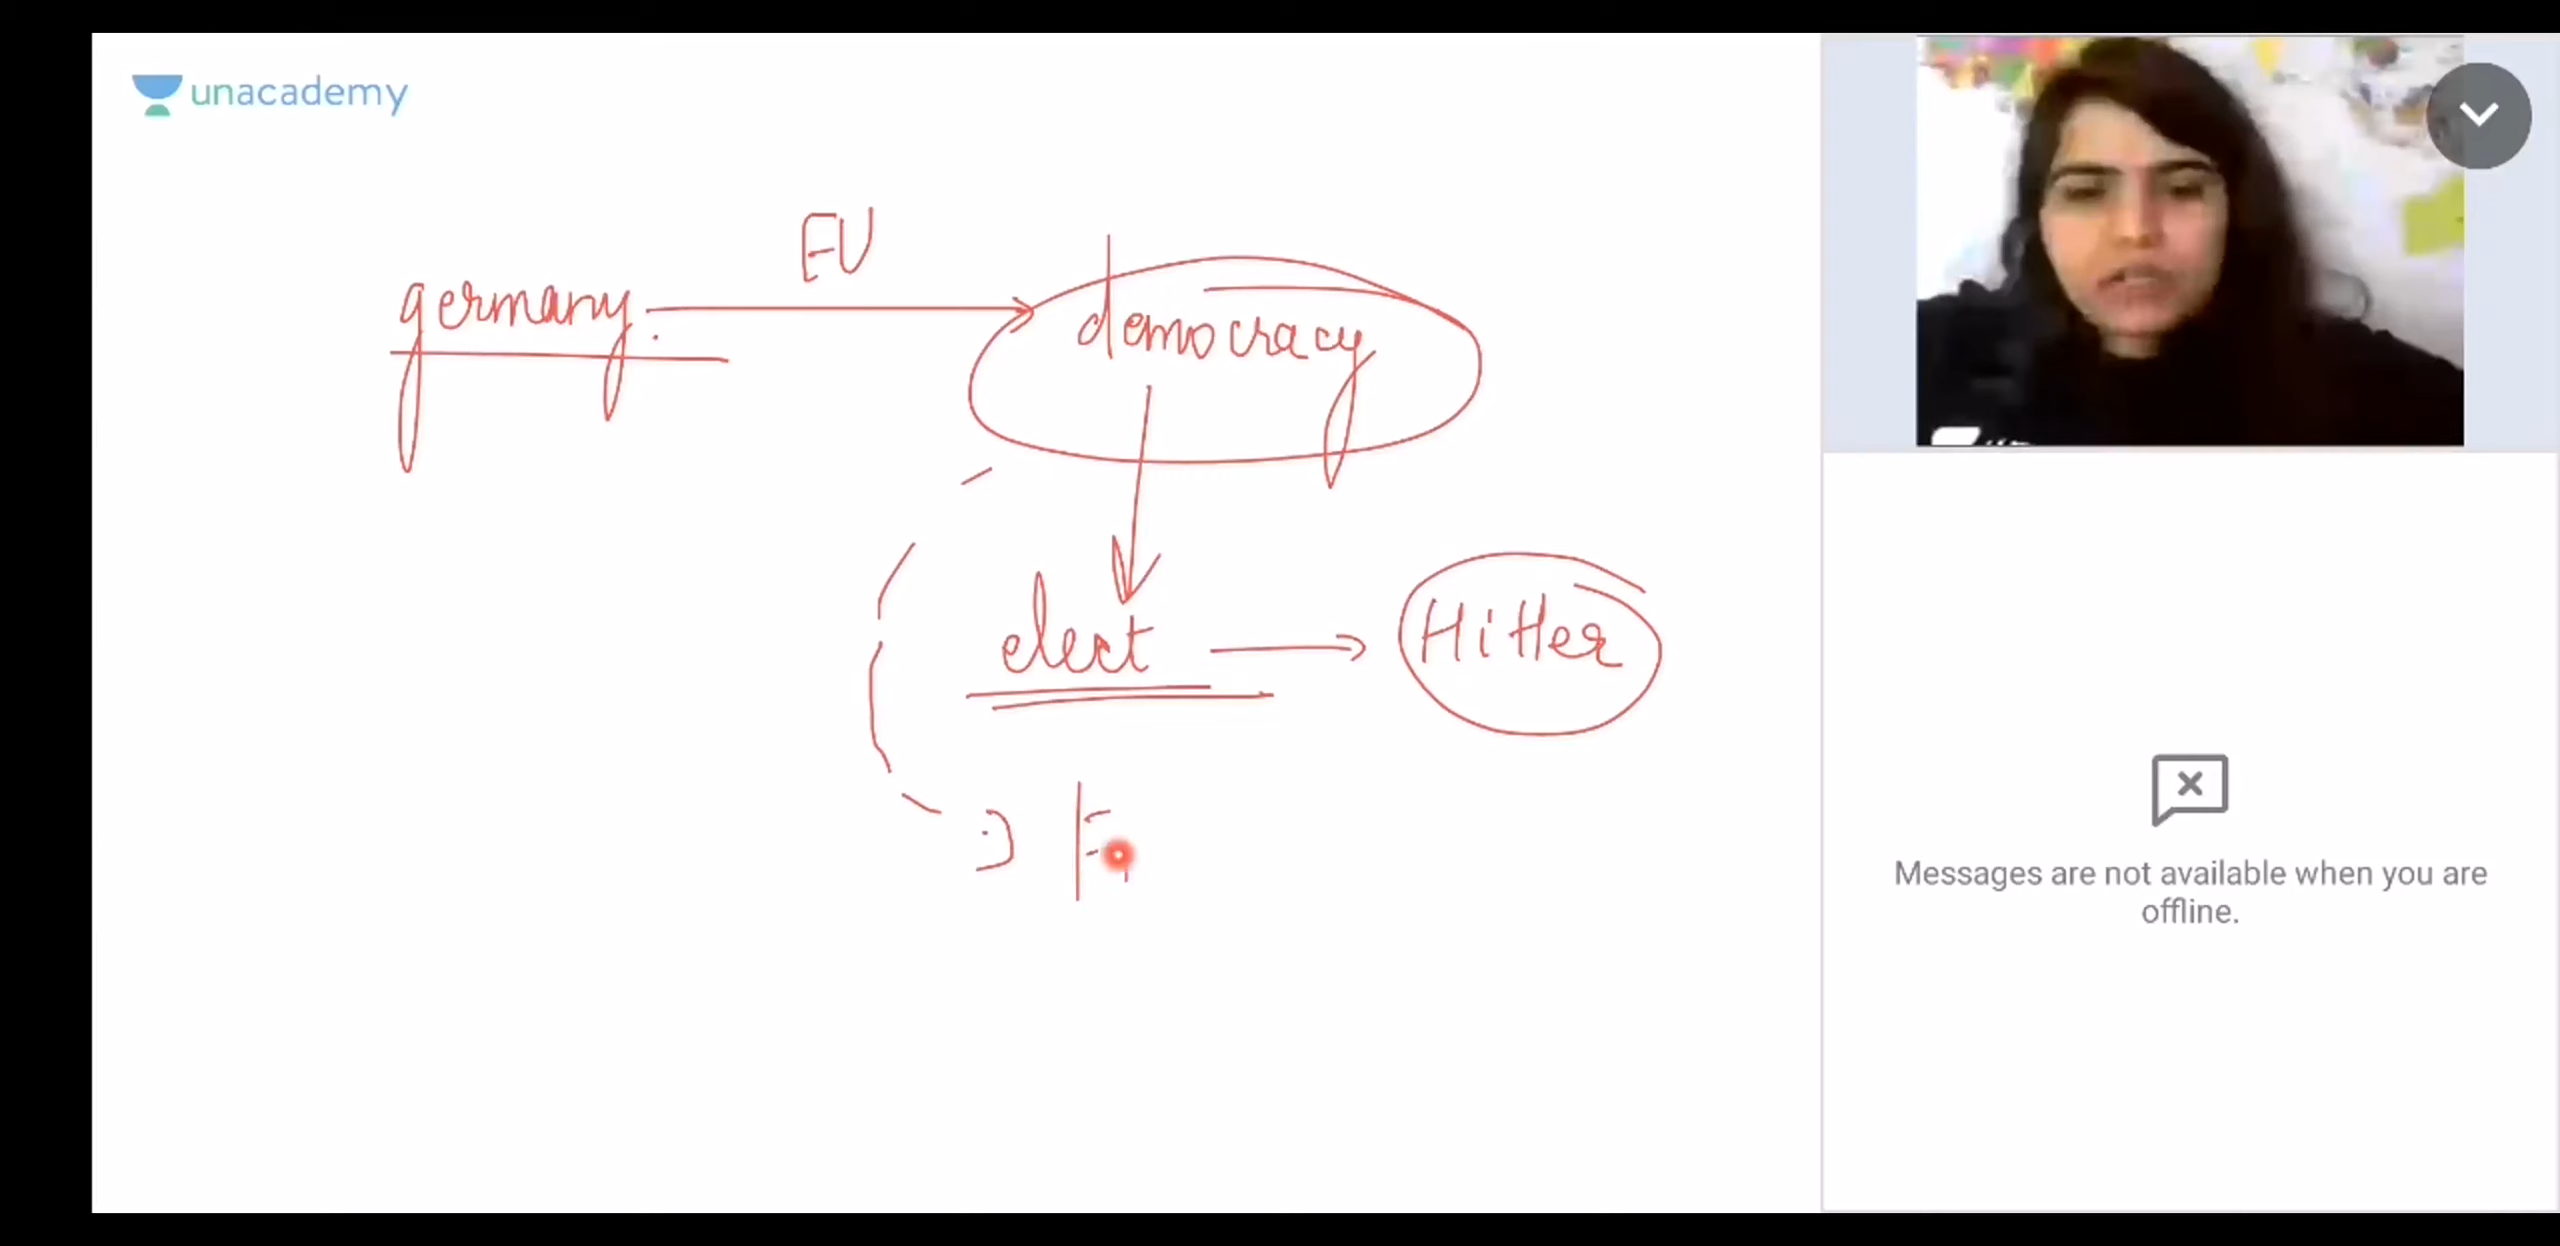 unacademy
EU
germany.
democracy
elect
Hitler
Messages are not available when you are
offline.